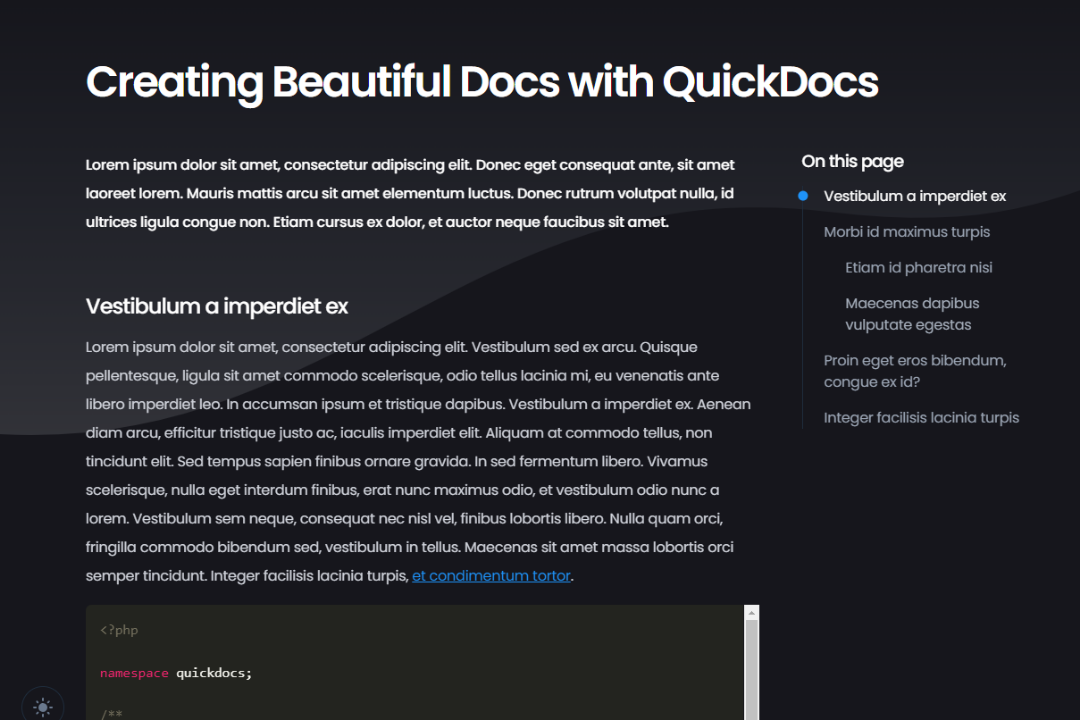 Creating Beautiful Docs with QuickDocs
Lorem ipsum dolor sit amet, consectetur adipiscing elit. Donec eget consequat ante, sit amet
laoreet lorem. Mauris mattis arcu sit amet elementum luctus. Donec rutrum volutpat nulla, id
ultrices ligula congue non. Etiam cursus ex dolor, et auctor neque faucibus sit amet.
Vestibulum a imperdiet ex
Lorem ipsum dolor sit amet, consectetur adipiscing elit. Vestibulum sed ex arcu. Quisque
pellentesque, ligula sit amet commodo scelerisque, odio tellus lacinia mi, eu venenatis ante
libero imperdiet leo. In accumsan ipsum et tristique dapibus. Vestibulum a imperdiet ex. Aenean
diam arcu, efficitur tristique justo ac, iaculis imperdiet elit. Aliquam at commodo tellus, non
tincidunt elit. Sed tempus sapien finibus ornare gravida. In sed fermentum libero. Vivamus
scelerisque, nulla eget interdum finibus, erat nunc maximus odio, et vestibulum odio nunc a
lorem. Vestibulum sem neque, consequat nec nisl vel, finibus lobortis libero. Nulla quam orci,
fringilla commodo bibendum sed, vestibulum in tellus. Maecenas sit amet massa lobortis orci
semper tincidunt. Integer facilisis lacinia turpis, et condimentum tortor.
<?php
namespace quickdocs;
/**
On this page
Vestibulum a imperdiet ex
Morbi id maximus turpis
Etiam id pharetra nisi
Maecenas dapibus
vulputate egestas
Proin eget eros bibendum,
congue ex id?
Integer facilisis lacinia turpis